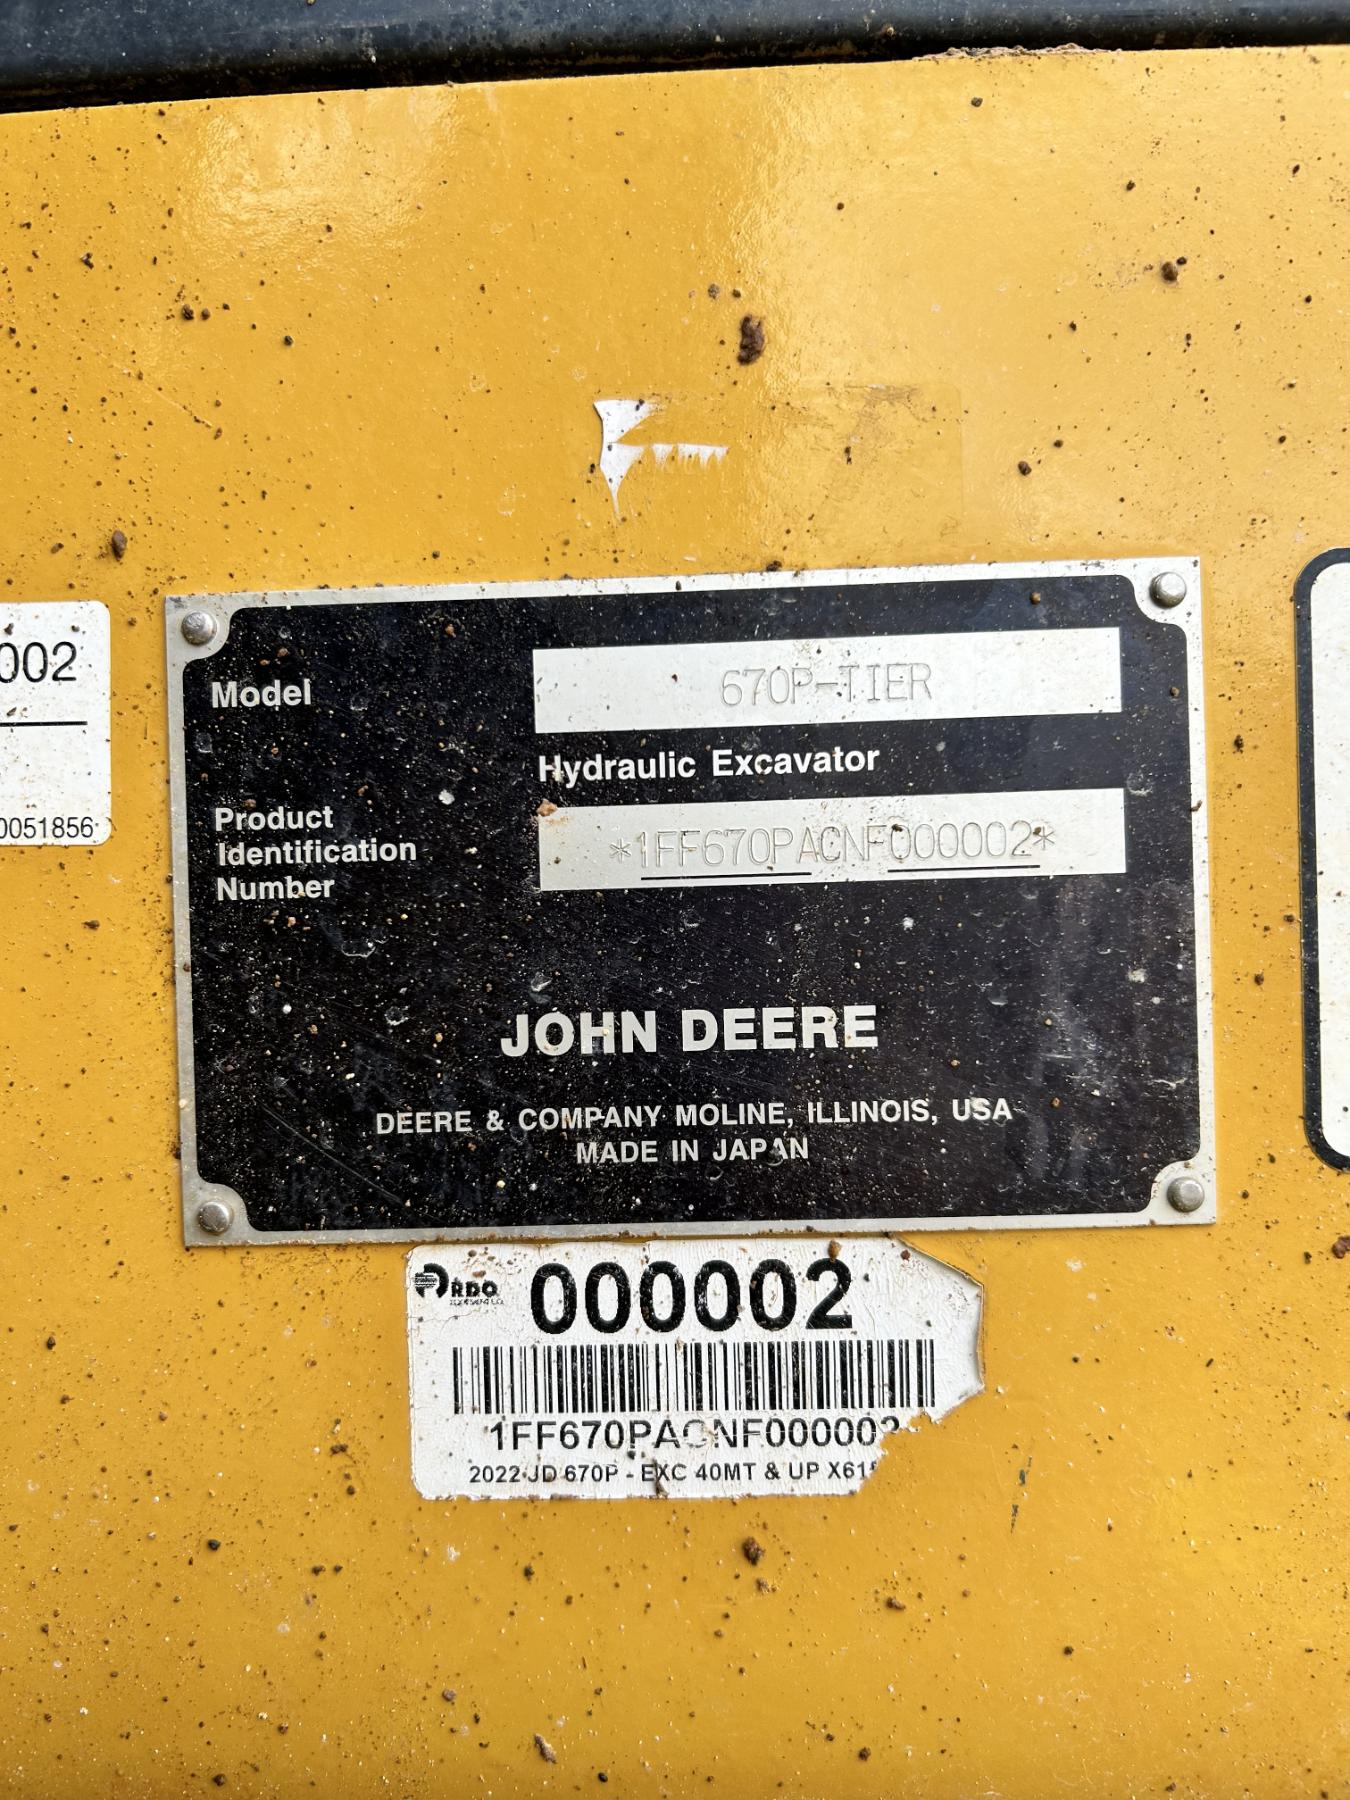 002
0051856
Model
670P-TIER
Hydraulic Excavator
Product
Identification
Number
*1FF670PACNF000002*
JOHN DEERE
DEERE & COMPANY MOLINE, ILLINOIS, USA
MADE IN JAPAN
RDO
000002
1FF670PACNF000002
2022 JD 670P - EXC 40MT & UP